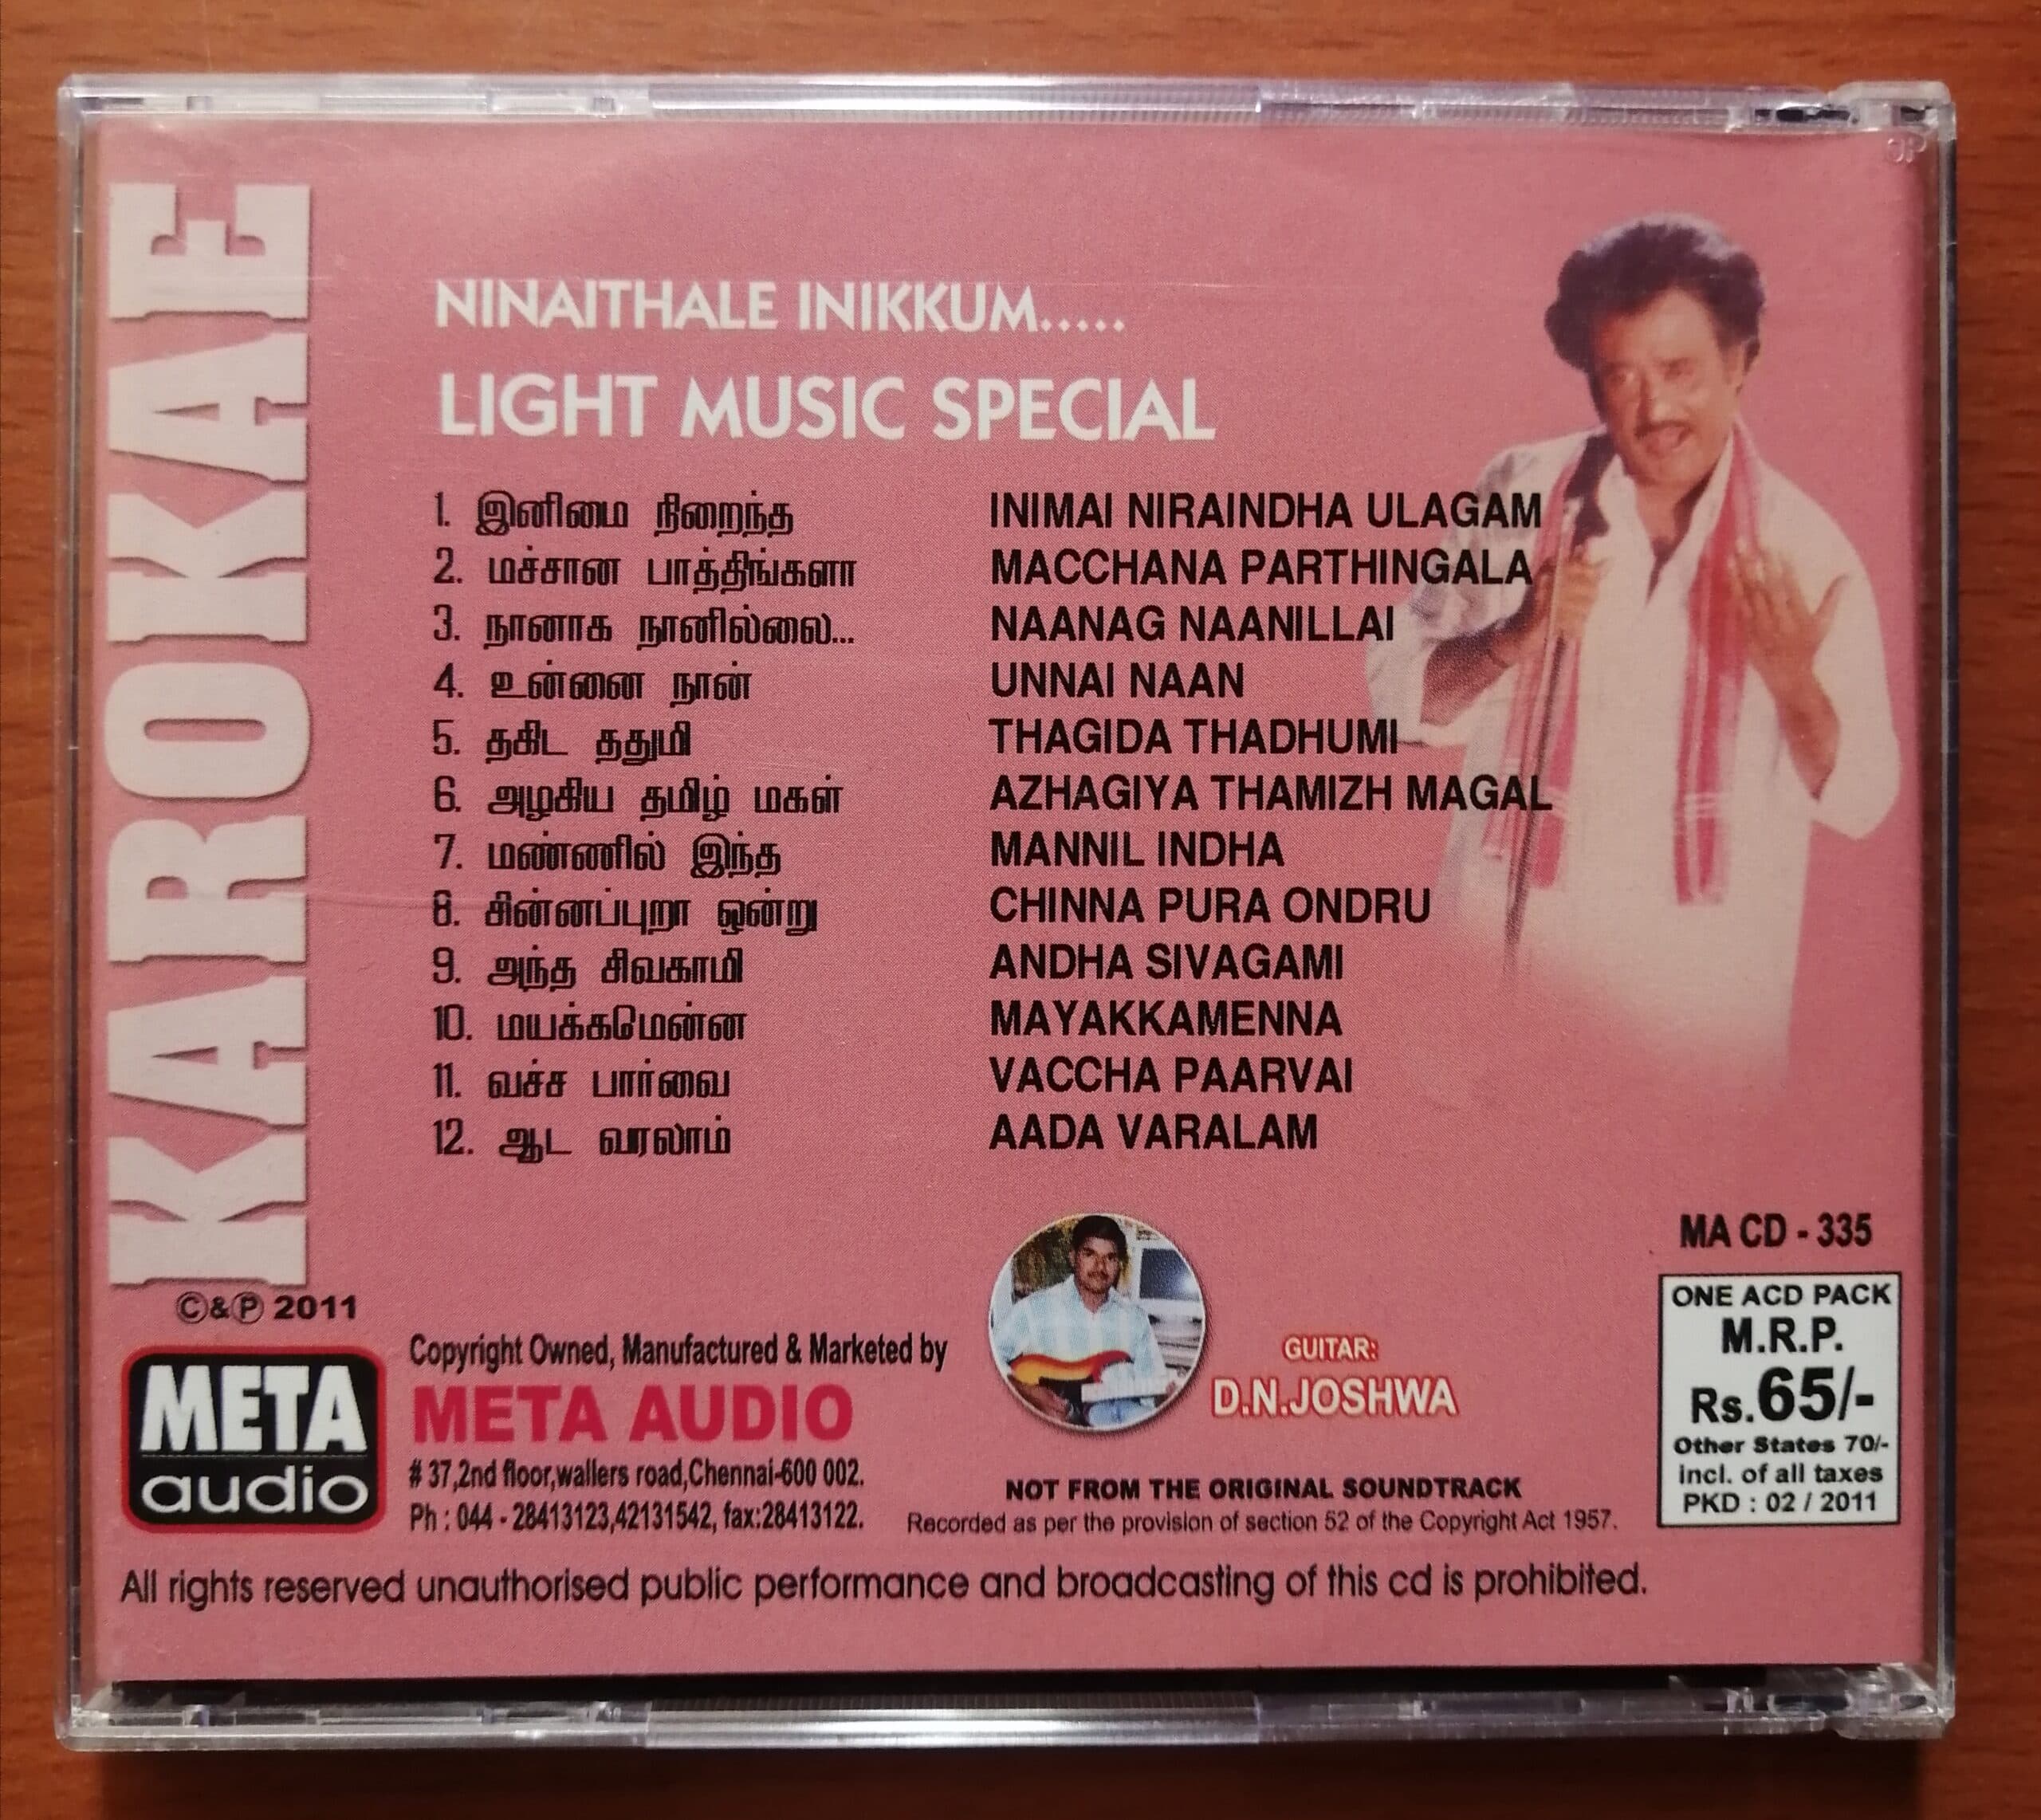 KAROKAE
NINAITHALE INIKKUM.....
LIGHT MUSIC SPECIAL
1. இனிமை நிறைந்த INIMAI NIRAINDHA ULAGAM
2. மச்சான பாத்திங்களா MACCHANA PARTHINGALA
3. நானாக நானில்லை... NAANAG NAANILLAI
4. உன்னை நான் UNNAI NAAN
5. தகிட ததுமி THAGIDA THADHUMI
6. அழகிய தமிழ் மகள் AZHAGIYA THAMIZH MAGAL
7. மண்ணில் இந்த MANNIL INDHA
8. சின்னப்புறா ஒன்று CHINNA PURA ONDRU
9. அந்த சிவகாமி ANDHA SIVAGAMI
10. மயக்கமேன்ன MAYAKKAMENNA
11. வச்ச பார்வை VACCHA PAARVAI
12. ஆட வரலாம் AADA VARALAM
Ⓒ&Ⓟ 2011
META
audio
Copyright Owned, Manufactured & Marketed by
META AUDIO
# 37,2nd floor,wallers road,Chennai-600 002.
Ph : 044 - 28413123,42131542, fax:28413122.
GUITAR:
D.N.JOSHWA
NOT FROM THE ORIGINAL SOUNDTRACK
Recorded as per the provision of section 52 of the Copyright Act 1957.
MA CD - 335
ONE ACD PACK
M.R.P.
Rs.65/-
Other States 70/-
incl. of all taxes
PKD : 02 / 2011
All rights reserved unauthorised public performance and broadcasting of this cd is prohibited.